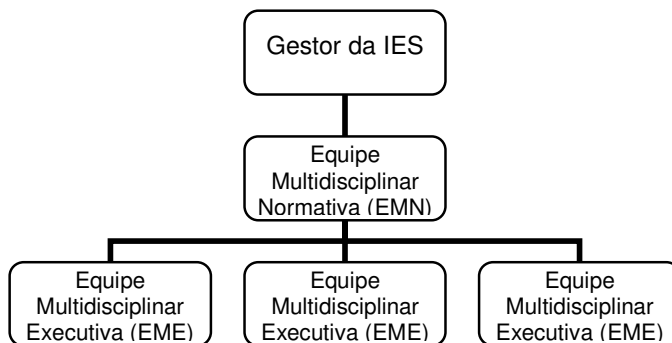 Gestor da IES
Equipe
Multidisciplinar
Normativa (EMN)
Equipe
Multidisciplinar
Executiva (EME)
Equipe
Multidisciplinar
Executiva (EME)
Equipe
Multidisciplinar
Executiva (EME)